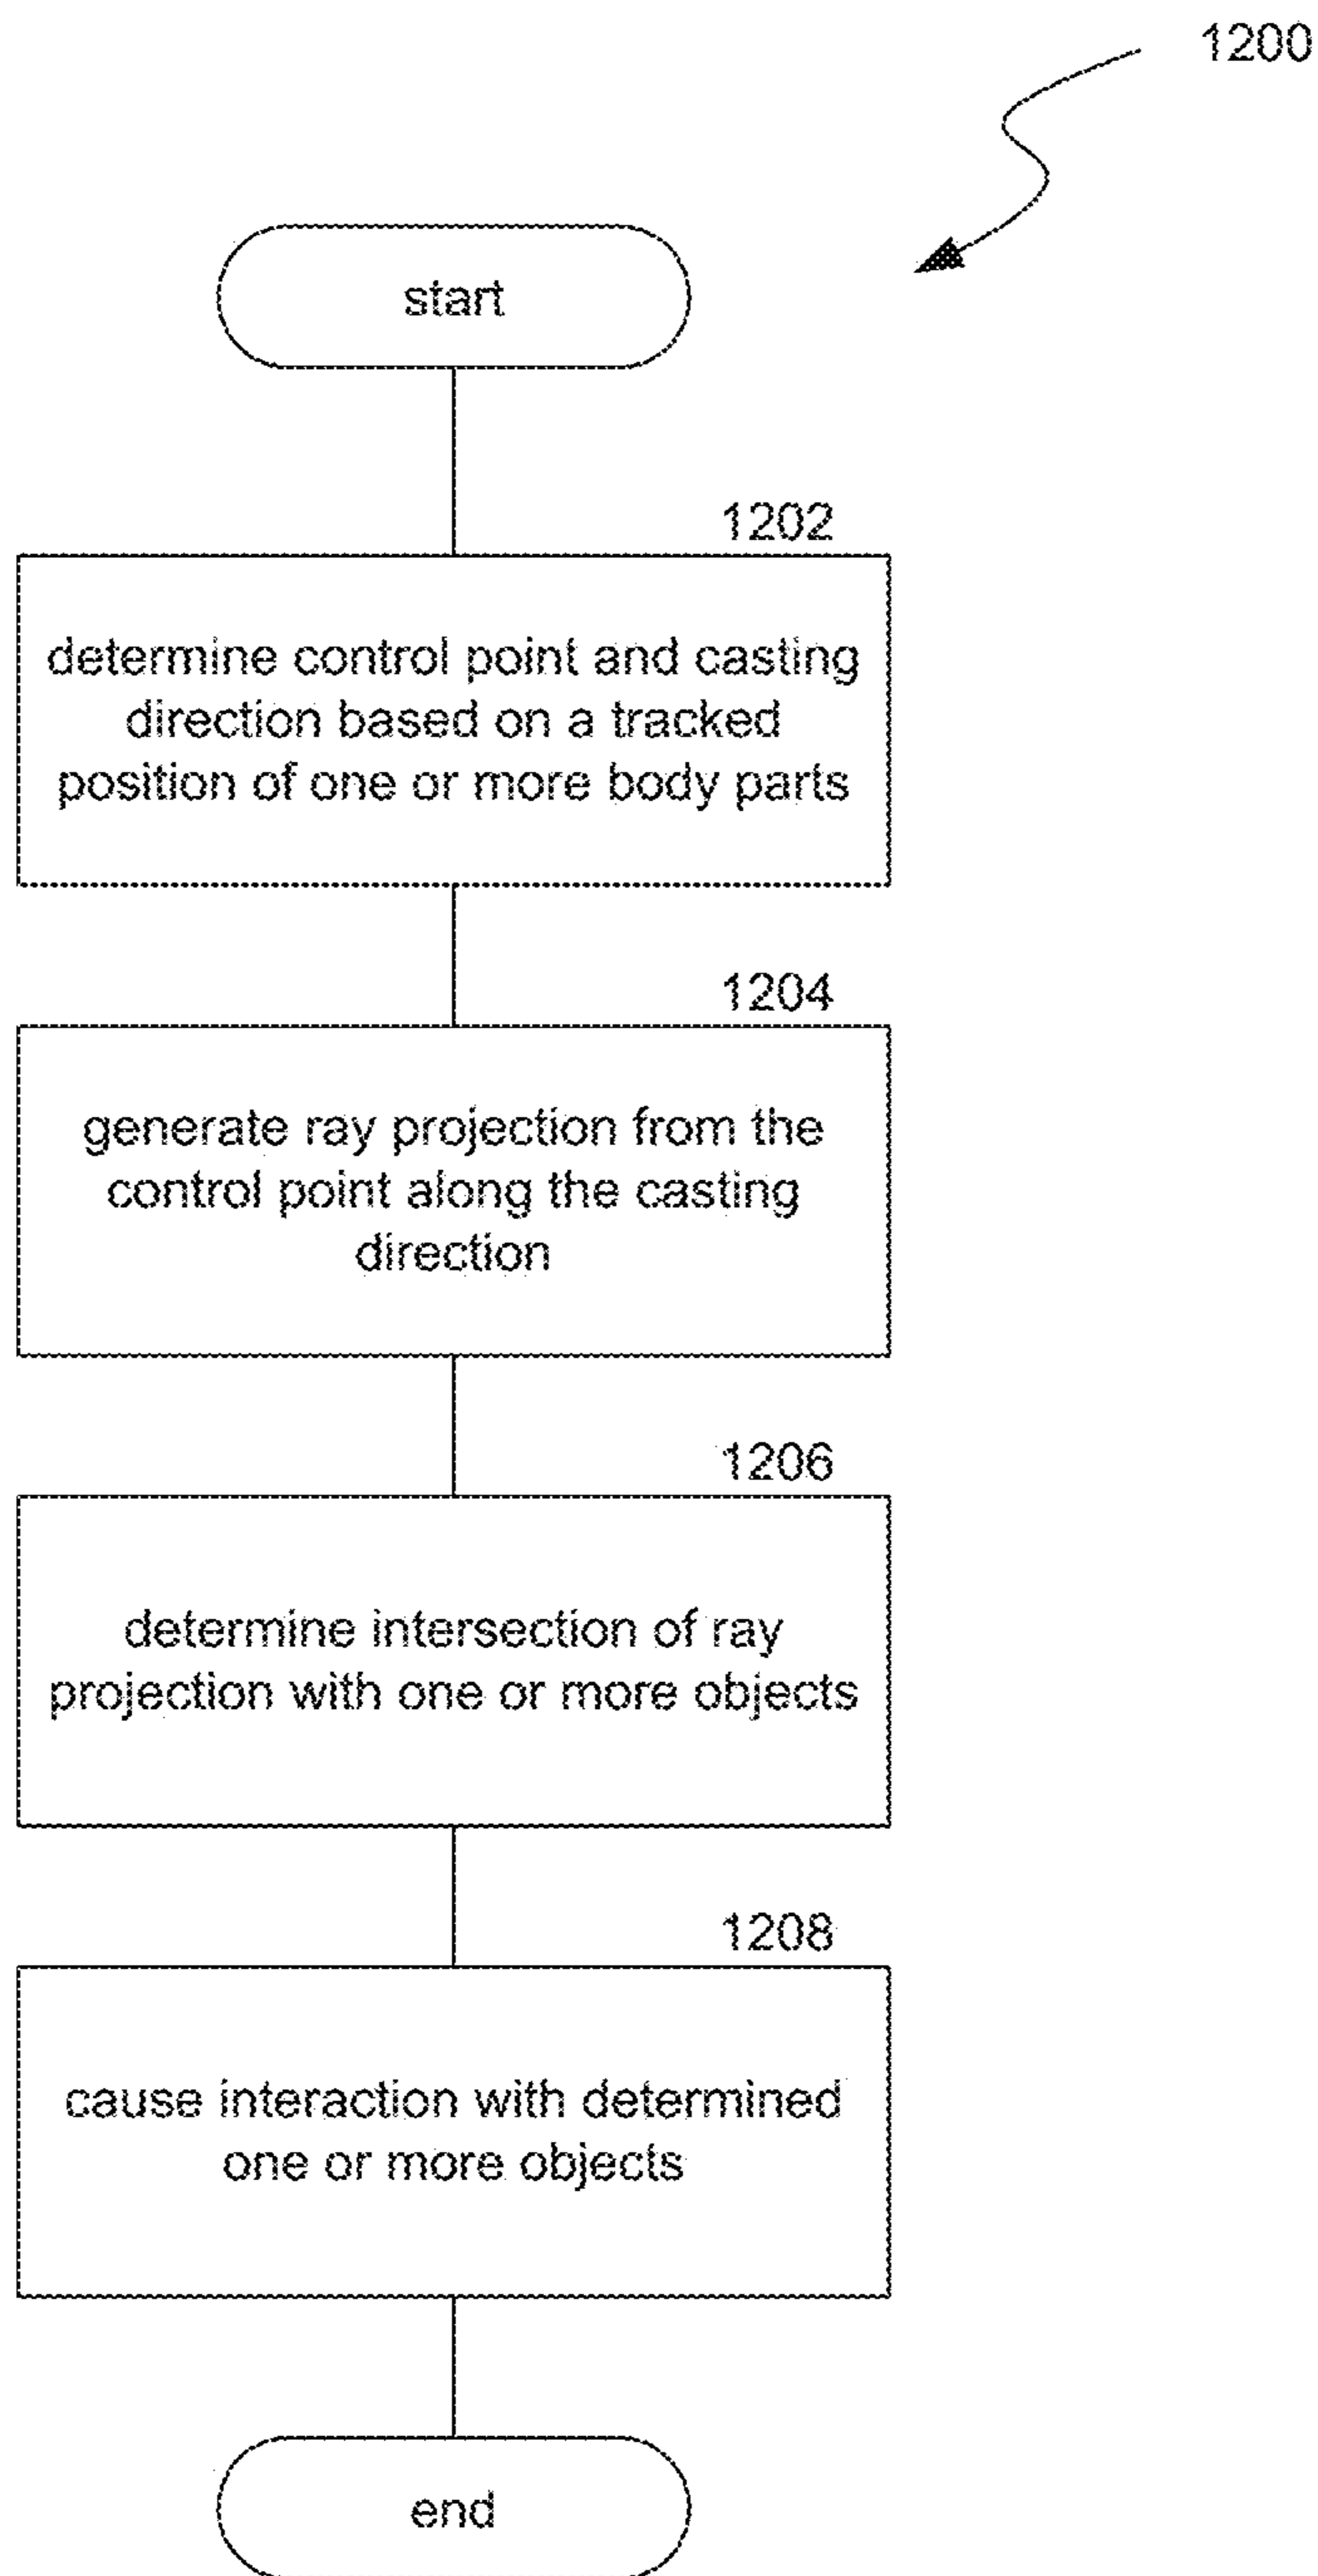 1200
start
1202
determine control point and casting
direction based on a tracked
position of one or more body parts
1204
generate ray projection from the
control point along the casting
direction
1206
determine intersection of ray
projection with one or more objects
1208
cause interaction with determined
one or more objects
end